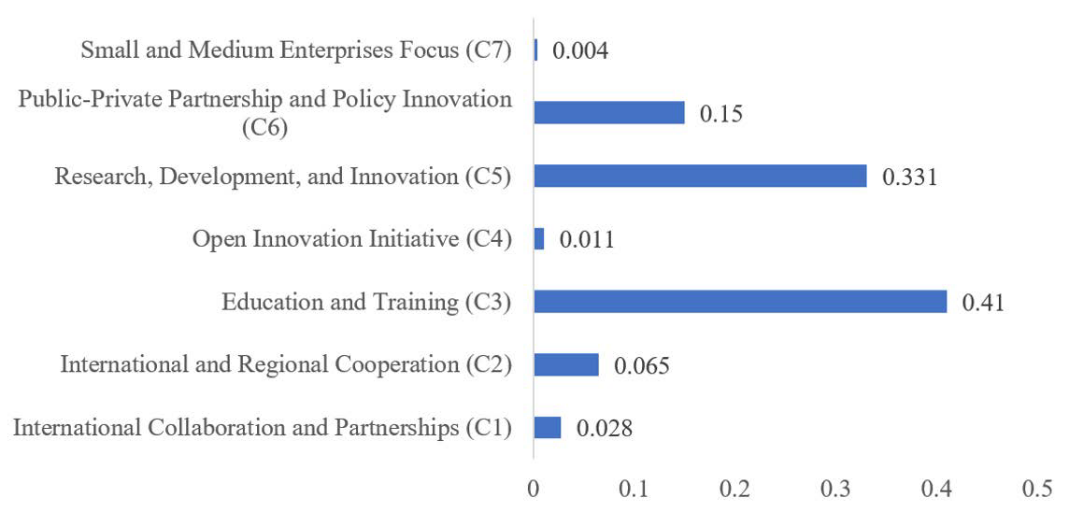 Small and Medium Enterprises Focus (C7)
0.004
Public-Private Partnership and Policy Innovation
(C6)
0.15
Research, Development, and Innovation (C5)
0.331
Open Innovation Initiative (C4)
0.011
Education and Training (C3)
0.41
International and Regional Cooperation (C2)
0.065
International Collaboration and Partnerships (C1)
0.028
0 0.1 0.2 0.3 0.4 0.5